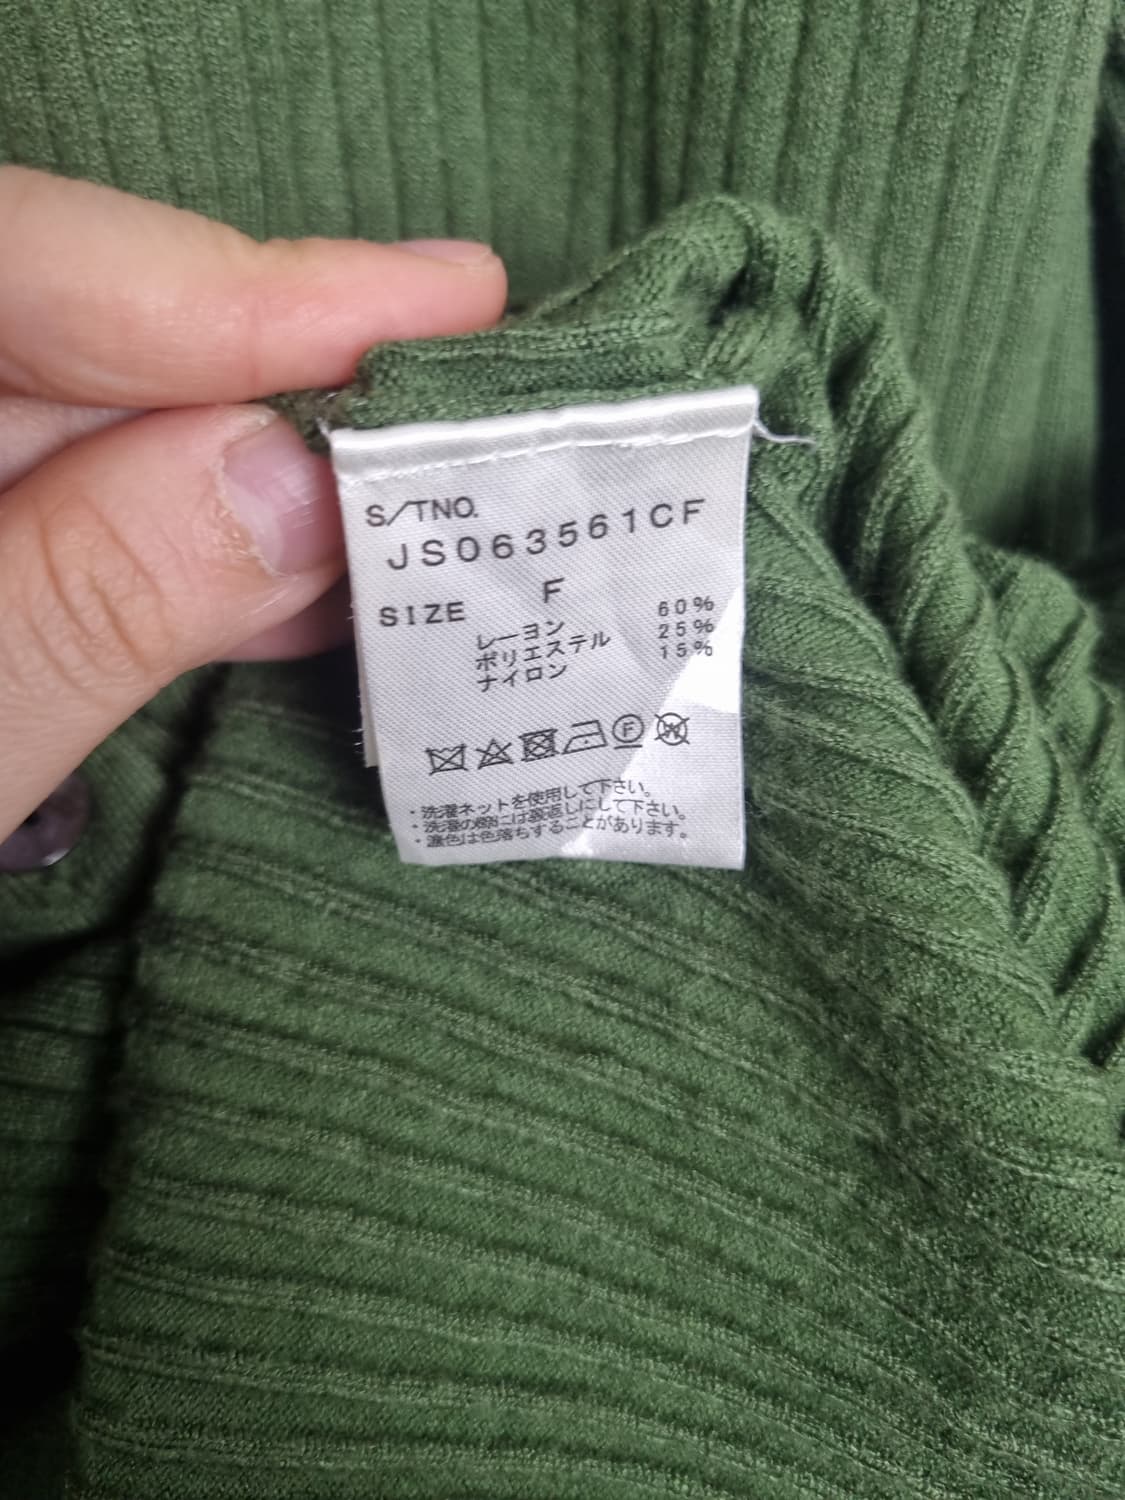 S/TNO.
JS063561CF
SIZE F
レーヨン 60%
ポリエステル 25%
ナイロン 15%
F W
・洗濯ネットを使用して下さい。
・洗濯の際には裏返しにして下さい。
・濃色は色落ちすることがあります。